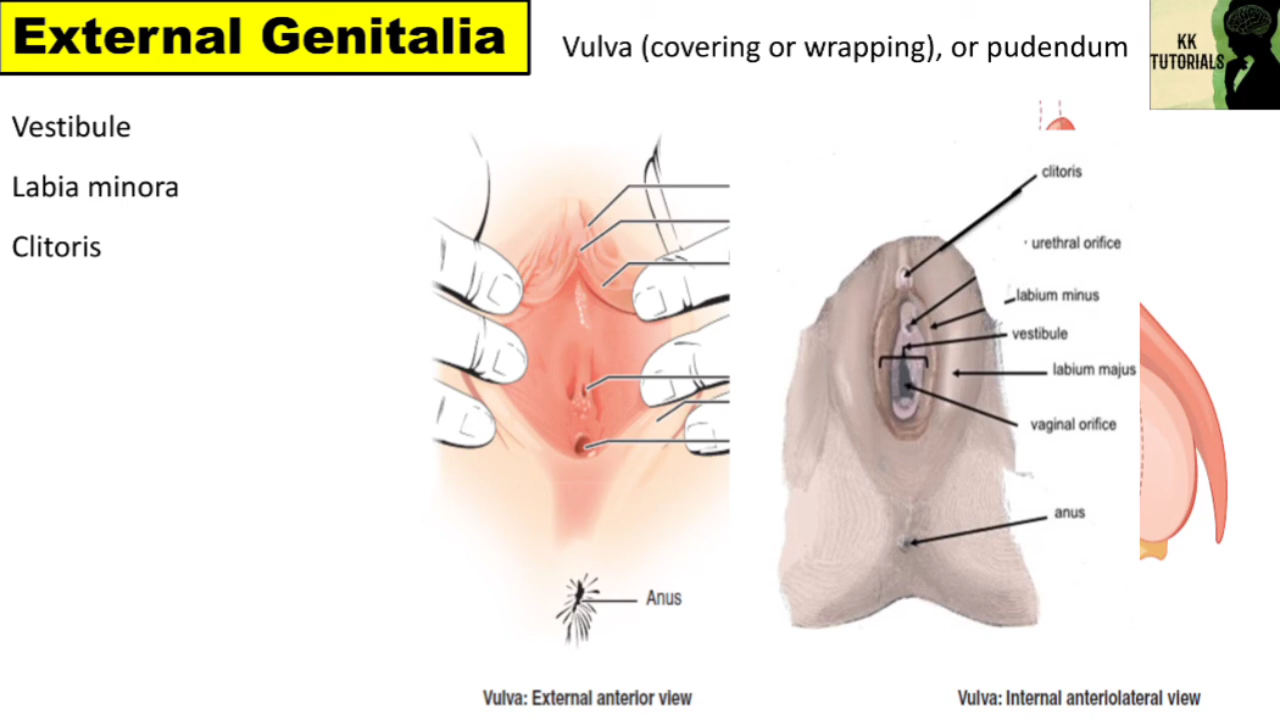 External Genitalia
Vulva (covering or wrapping), or pudendum
KK
TUTORIALS
Vestibule
Labia minora
Clitoris
clitoris
urethral orifice
labium minus
vestibule
labium majus
vaginal orifice
anus
Anus
Vulva: External anterior view
Vulva: Internal anteriolateral view